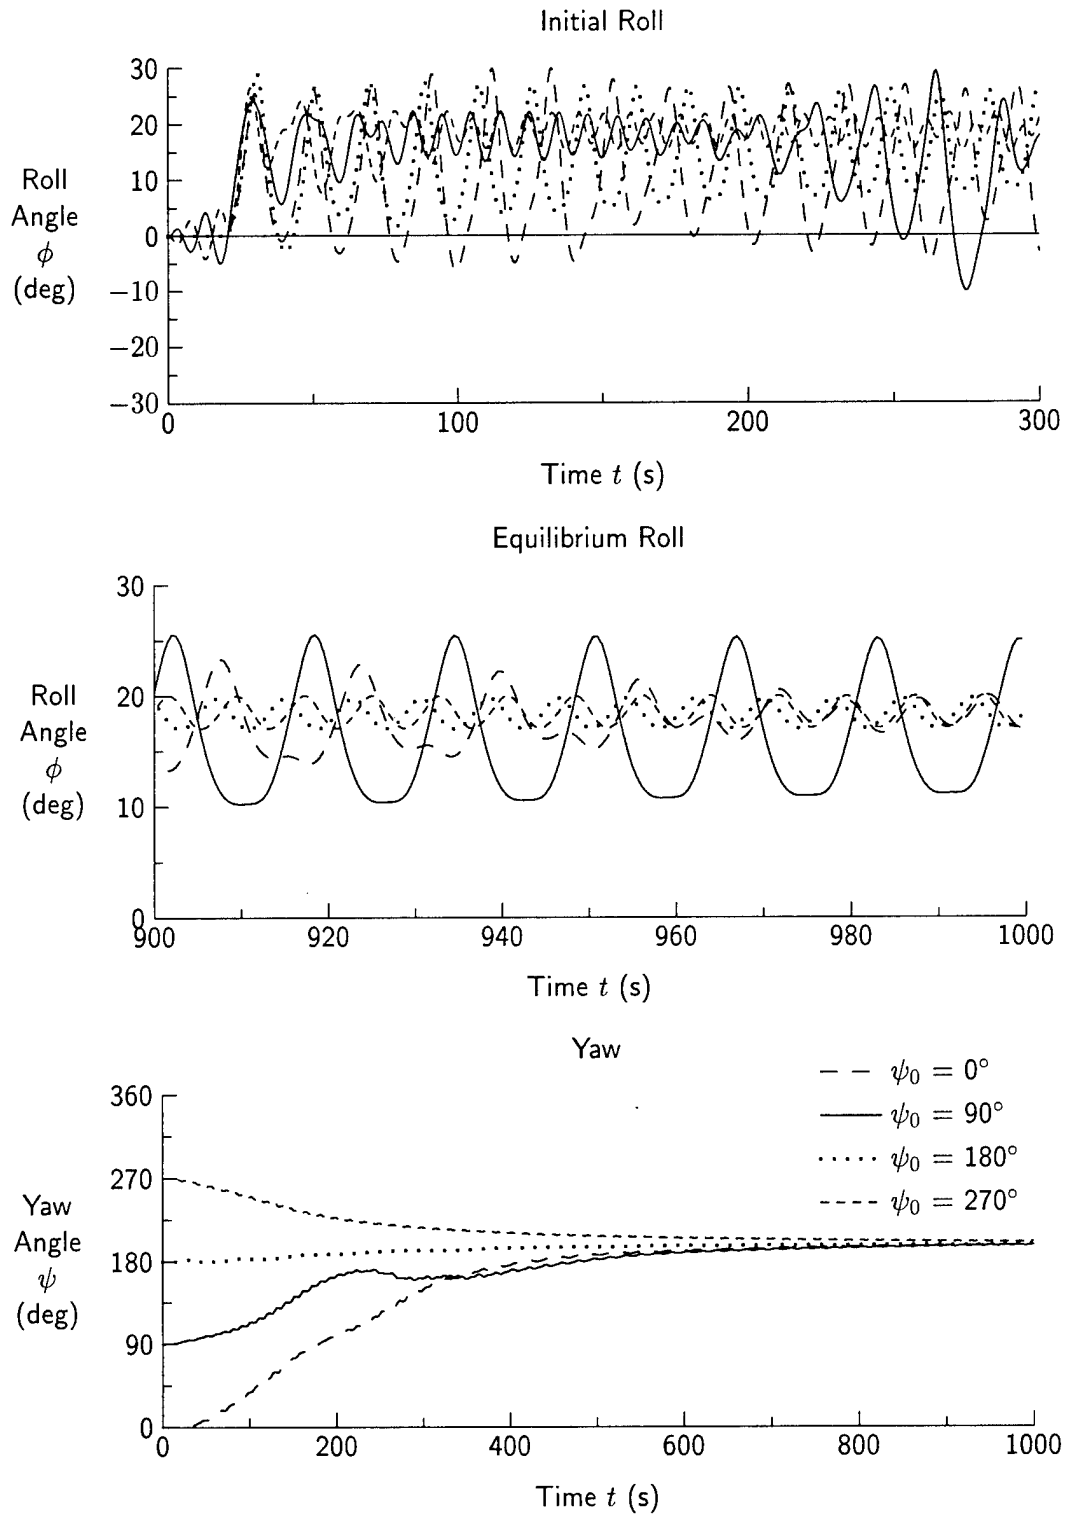 Initial Roll
30
20
10
0
−10
−20
−30
Roll
Angle
ϕ
(deg)
0 100 200 300
Time t (s)
Equilibrium Roll
30
20
10
0
Roll
Angle
ϕ
(deg)
900 920 940 960 980 1000
Time t (s)
Yaw
ψ₀ = 0°
ψ₀ = 90°
ψ₀ = 180°
ψ₀ = 270°
360
270
180
90
0
Yaw
Angle
ψ
(deg)
0 200 400 600 800 1000
Time t (s)